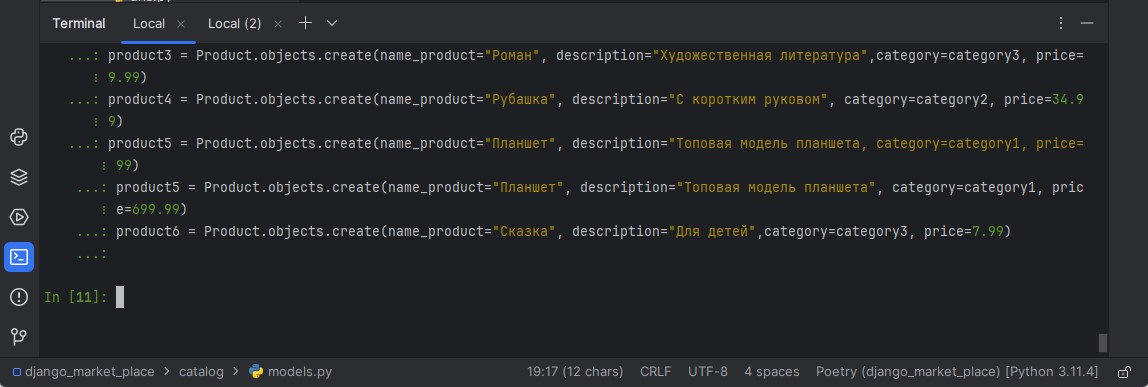 Terminal Local × Local (2) ×
...: product3 = Product.objects.create(name_product="Роман", description="Художественная литература",category=category3, price=
⋮ 9.99)
...: product4 = Product.objects.create(name_product="Рубашка", description="С коротким руковом", category=category2, price=34.9
⋮ 9)
...: product5 = Product.objects.create(name_product="Планшет", description="Топовая модель планшета, category=category1, price=
⋮ 99)
...: product5 = Product.objects.create(name_product="Планшет", description="Топовая модель планшета", category=category1, pric
⋮ e=699.99)
...: product6 = Product.objects.create(name_product="Сказка", description="Для детей",category=category3, price=7.99)
...:
In [11]:
django_market_place > catalog > models.py 19:17 (12 chars) CRLF UTF-8 4 spaces Poetry (django_market_place) [Python 3.11.4]